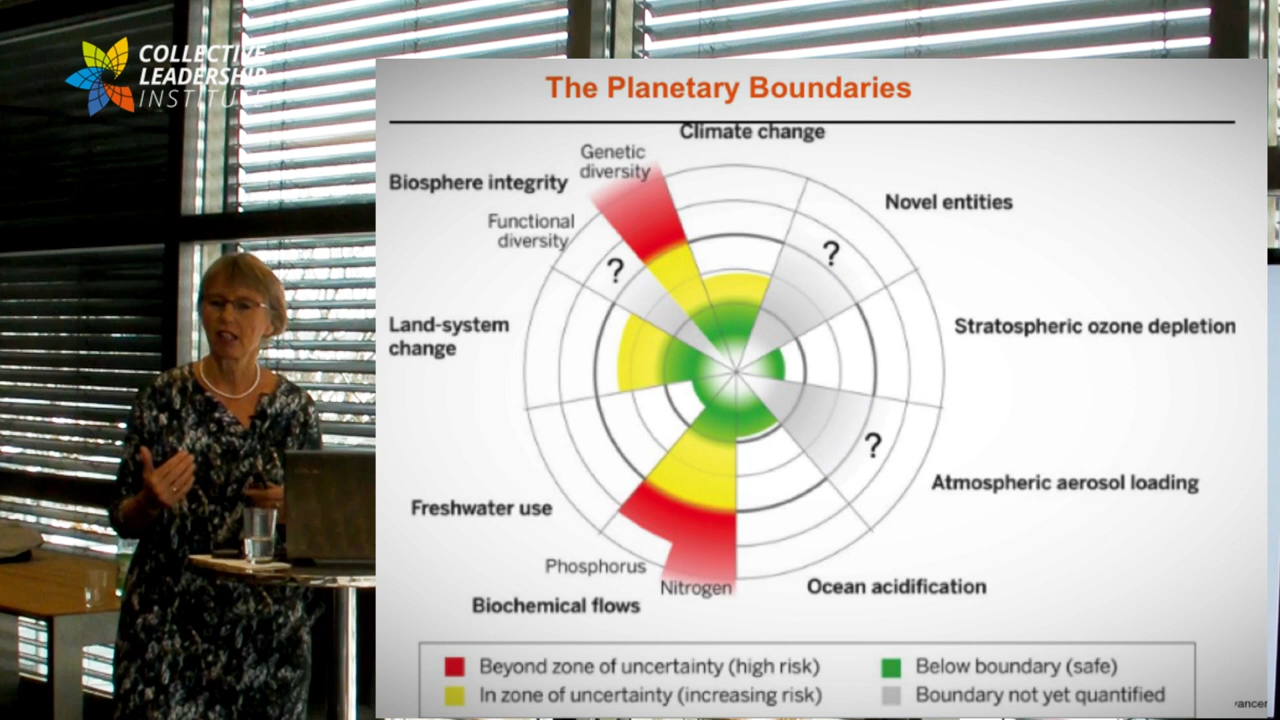 COLLECTIVE
LEADERSHIP
INSTITUTE
The Planetary Boundaries
Climate change
Genetic
diversity
Biosphere integrity
Novel entities
Functional
diversity
?
?
Land-system
change
Stratospheric ozone depletion
?
Atmospheric aerosol loading
Freshwater use
Phosphorus
Nitrogen
Ocean acidification
Biochemical flows
Beyond zone of uncertainty (high risk)
Below boundary (safe)
In zone of uncertainty (increasing risk)
Boundary not yet quantified